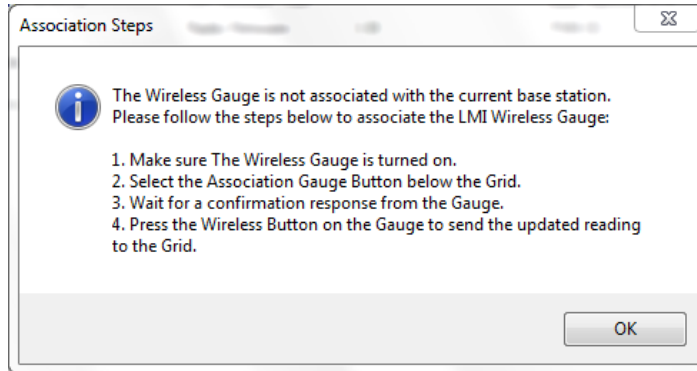 Association Steps
The Wireless Gauge is not associated with the current base station.
Please follow the steps below to associate the LMI Wireless Gauge:
1. Make sure The Wireless Gauge is turned on.
2. Select the Association Gauge Button below the Grid.
3. Wait for a confirmation response from the Gauge.
4. Press the Wireless Button on the Gauge to send the updated reading
to the Grid.
OK